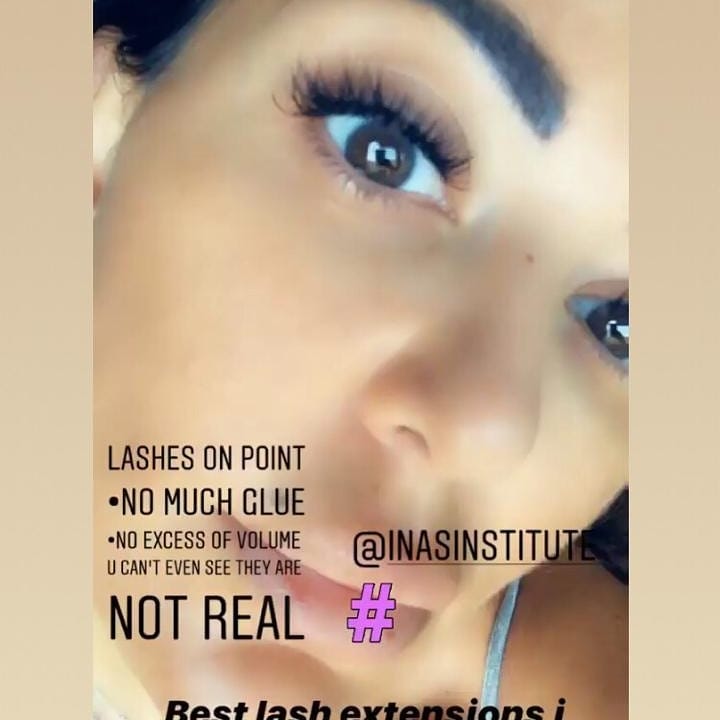 LASHES ON POINT
•NO MUCH GLUE
•NO EXCESS OF VOLUME
U CAN'T EVEN SEE THEY ARE
NOT REAL
@INASINSTITUTE
#
Best lash extensions i